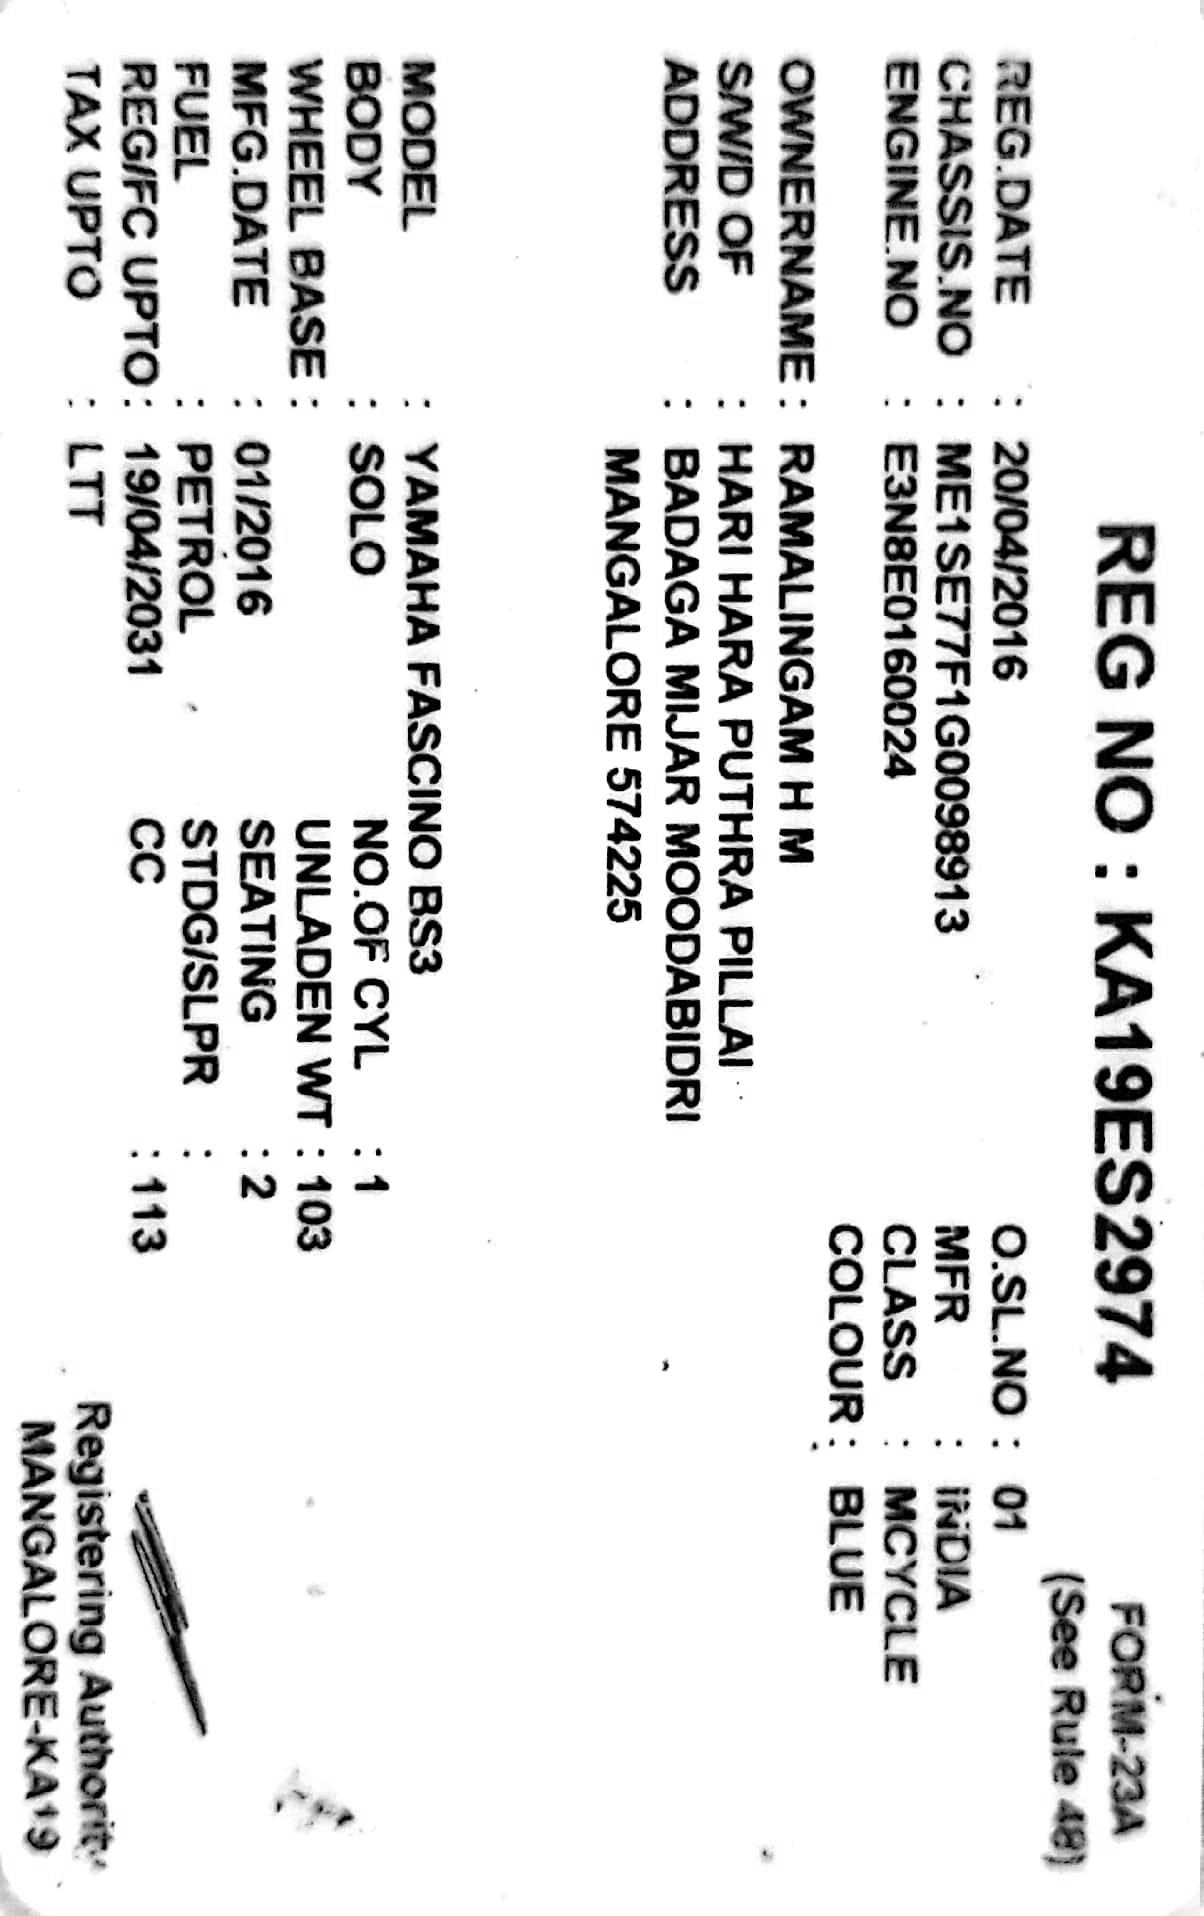 FORM-23A
REG NO : KA19ES2974
(See Rule 48)
REG.DATE : 20/04/2016 O.SL.NO : 01
CHASSIS.NO : ME1SE77F1G0098913 MFR : INDIA
ENGINE.NO : E3N8E0160024 CLASS : MCYCLE
COLOUR : BLUE
OWNERNAME : RAMALINGAM H M
S/W/D OF : HARI HARA PUTHRA PILLAI
ADDRESS : BADAGA MIJAR MOODABIDRI
MANGALORE 574225
MODEL : YAMAHA FASCINO BS3
BODY : SOLO NO.OF CYL : 1
WHEEL BASE : UNLADEN WT : 103
MFG.DATE : 01/2016 SEATING : 2
FUEL : PETROL STDG/SLPR :
REG/FC UPTO : 19/04/2031 CC : 113
TAX UPTO : LTT
Registering Authority
MANGALORE-KA19